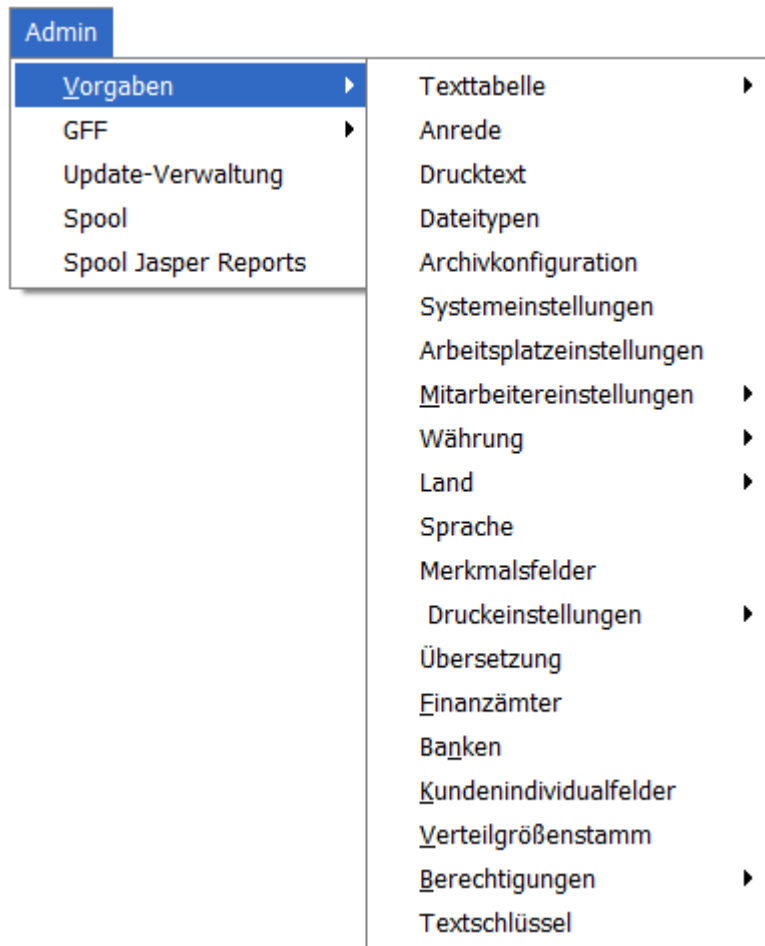 Admin
Vorgaben
GFF
Update-Verwaltung
Spool
Spool Jasper Reports
Texttabelle
Anrede
Drucktext
Dateitypen
Archivkonfiguration
Systemeinstellungen
Arbeitsplatzeinstellungen
Mitarbeitereinstellungen
Währung
Land
Sprache
Merkmalsfelder
Druckeinstellungen
Übersetzung
Finanzämter
Banken
Kundenindividualfelder
Verteilgrößenstamm
Berechtigungen
Textschlüssel